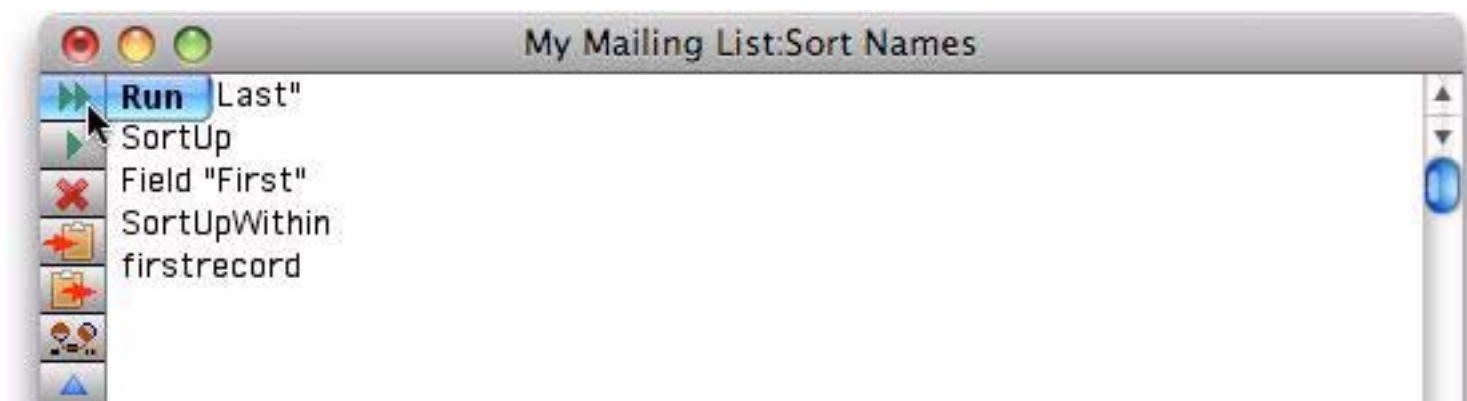 My Mailing List:Sort Names
Run Last"
SortUp
Field "First"
SortUpWithin
firstrecord